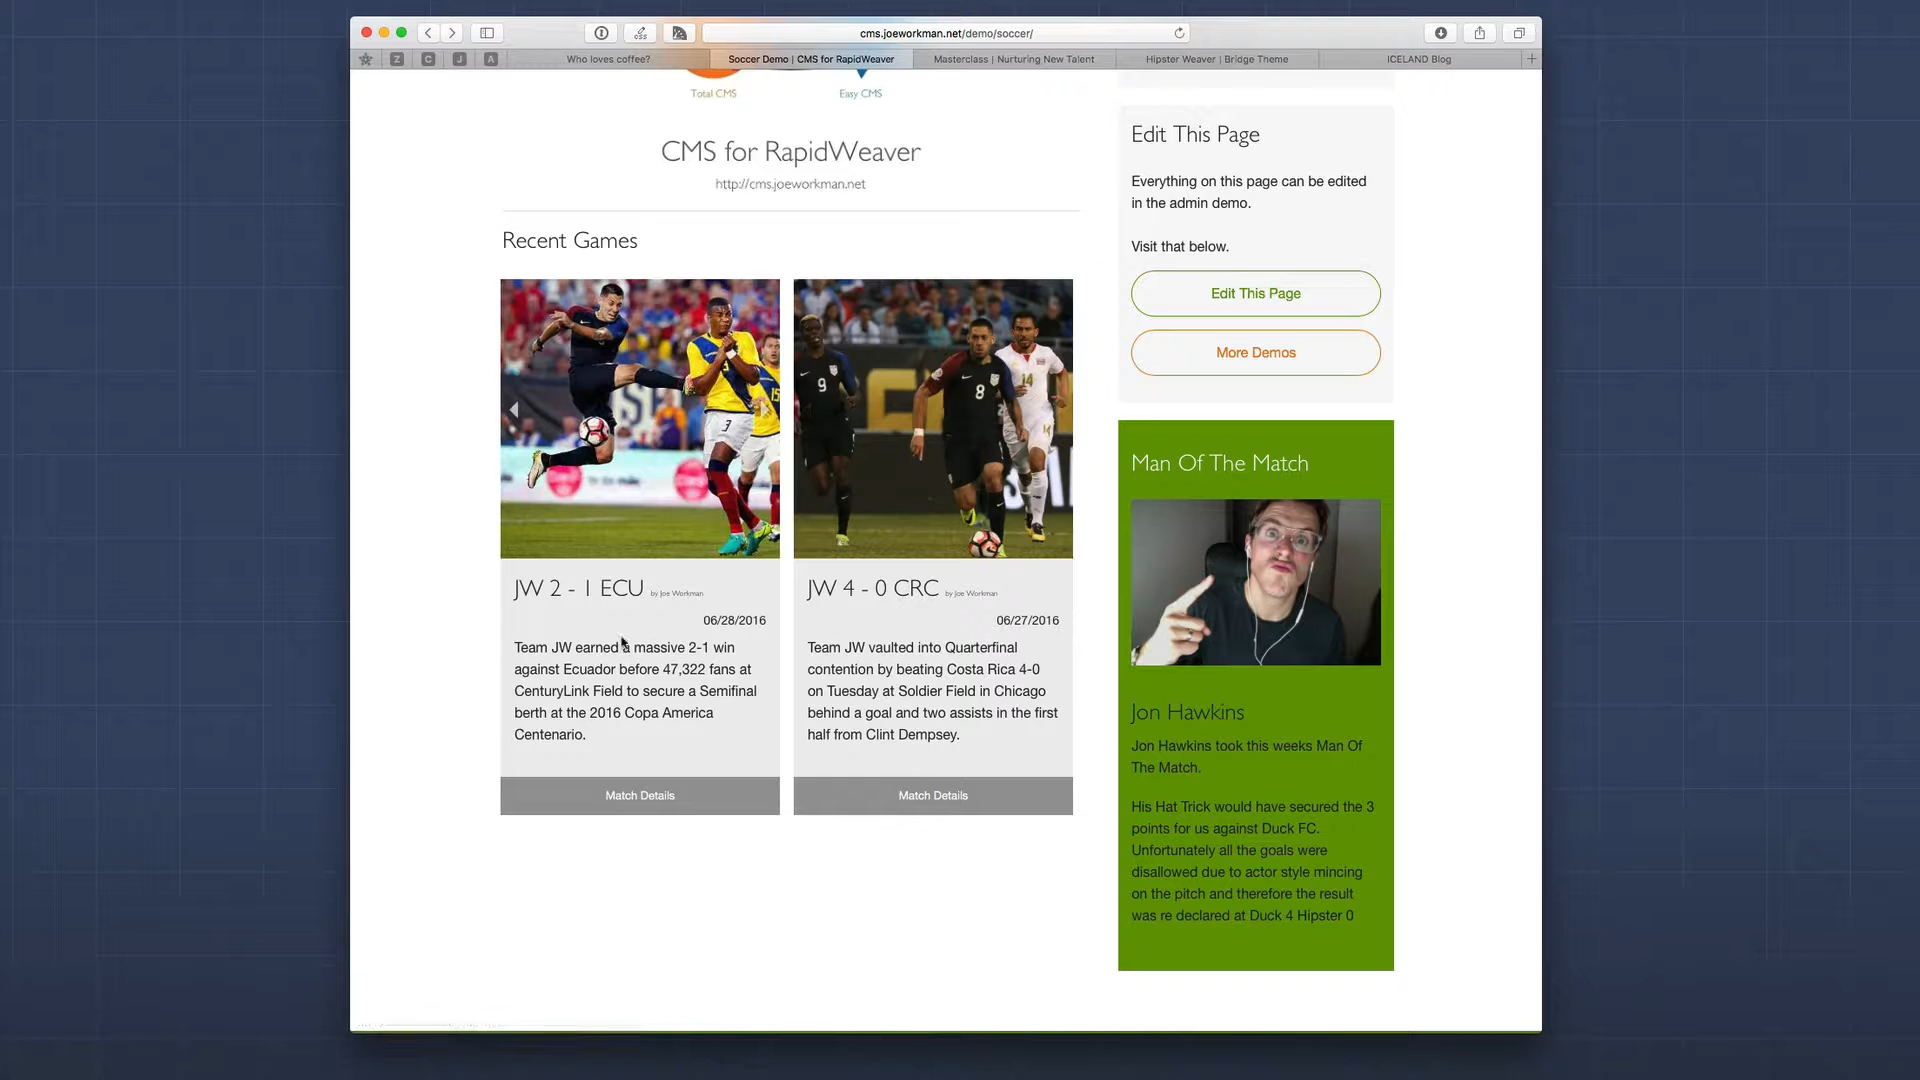 cms.joeworkman.net/demo/soccer/
Z
C
J
A
Who loves coffee?
Soccer Demo | CMS for RapidWeaver
Masterclass | Nurturing New Talent
Hipster Weaver | Bridge Theme
ICELAND Blog
Total CMS
Easy CMS
CMS for RapidWeaver
http://cms.joeworkman.net
Recent Games
3
15
9
8
14
JW 2 - 1 ECU by Joe Workman
06/28/2016
Team JW earned a massive 2-1 win
against Ecuador before 47,322 fans at
CenturyLink Field to secure a Semifinal
berth at the 2016 Copa America
Centenario.
Match Details
JW 4 - 0 CRC by Joe Workman
06/27/2016
Team JW vaulted into Quarterfinal
contention by beating Costa Rica 4-0
on Tuesday at Soldier Field in Chicago
behind a goal and two assists in the first
half from Clint Dempsey.
Match Details
Edit This Page
Everything on this page can be edited
in the admin demo.
Visit that below.
Edit This Page
More Demos
Man Of The Match
Jon Hawkins
Jon Hawkins took this weeks Man Of
The Match.
His Hat Trick would have secured the 3
points for us against Duck FC.
Unfortunately all the goals were
disallowed due to actor style mincing
on the pitch and therefore the result
was re declared at Duck 4 Hipster 0